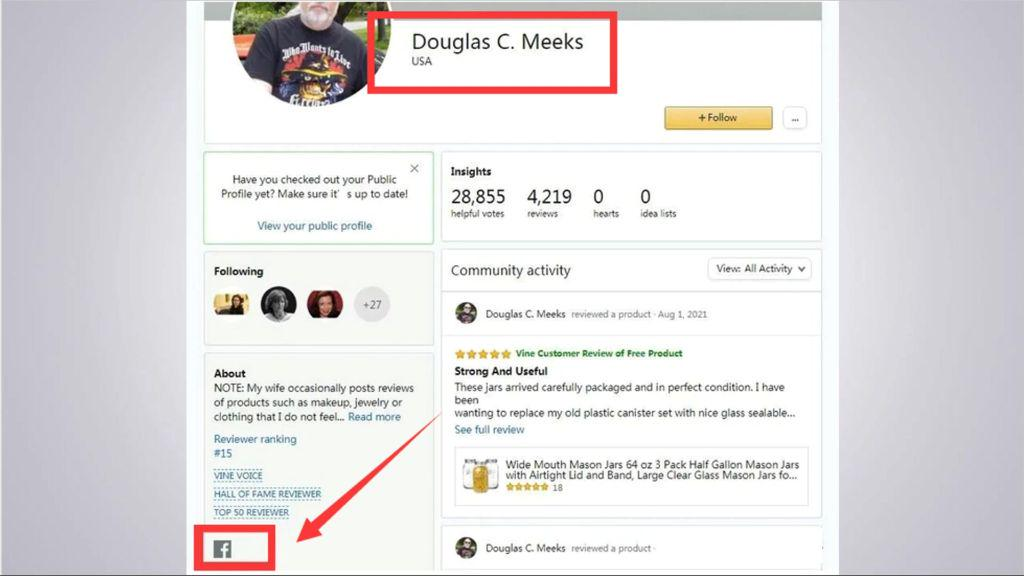 Who Wants to Live
Forever
Douglas C. Meeks
USA
+ Follow
...
Have you checked out your Public
Profile yet? Make sure it' s up to date!
View your public profile
Insights
28,855 4,219 0 0
helpful votes reviews hearts idea lists
Following
+27
Community activity
View: All Activity
Douglas C. Meeks reviewed a product · Aug 1, 2021
Vine Customer Review of Free Product
Strong And Useful
These jars arrived carefully packaged and in perfect condition. I have
been
wanting to replace my old plastic canister set with nice glass sealable...
See full review
Wide Mouth Mason Jars 64 oz 3 Pack Half Gallon Mason Jars
with Airtight Lid and Band, Large Clear Glass Mason Jars fo...
18
About
NOTE: My wife occasionally posts reviews
of products such as makeup, jewelry or
clothing that I do not feel... Read more
Reviewer ranking
#15
VINE VOICE
HALL OF FAME REVIEWER
TOP 50 REVIEWER
f
Douglas C. Meeks reviewed a product ·